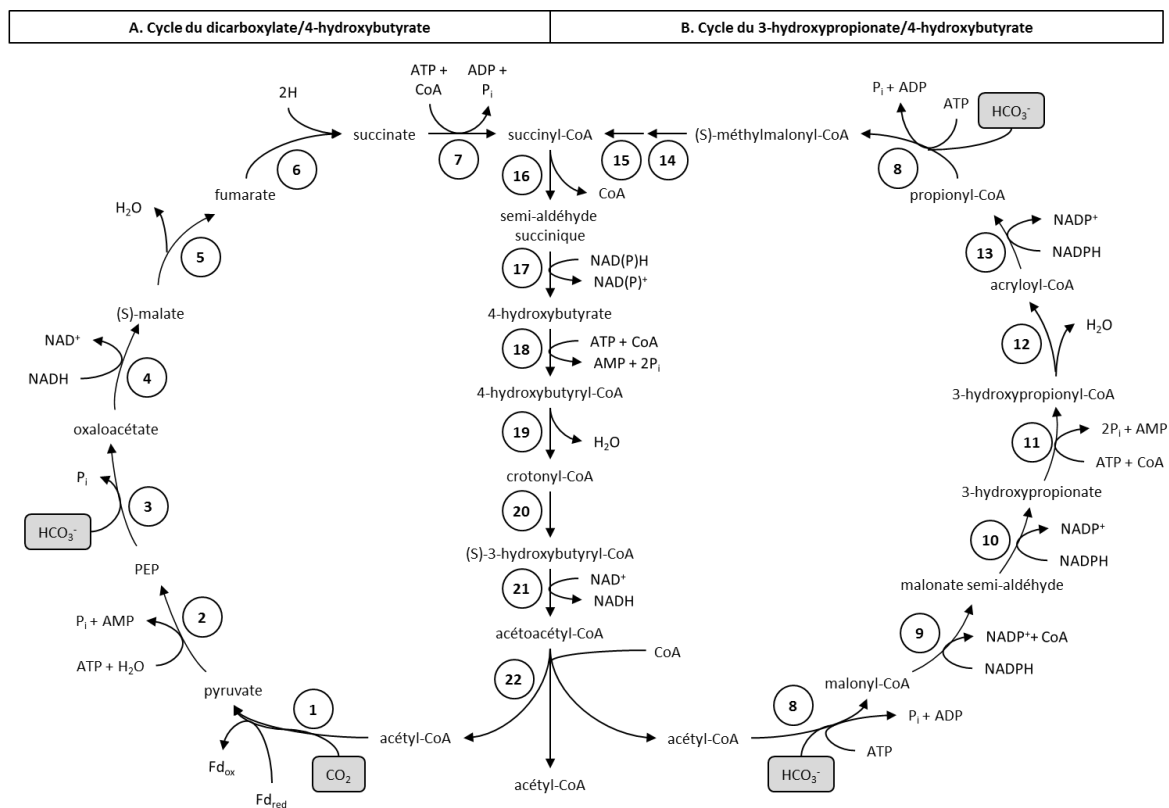 A. Cycle du dicarboxylate/4-hydroxybutyrate
B. Cycle du 3-hydroxypropionate/4-hydroxybutyrate
2H
succinate
ATP +
CoA
ADP +
Pi
7
succinyl-CoA
6
fumarate
H2O
5
(S)-malate
NAD+
NADH
4
oxaloacétate
Pi
HCO3-
3
PEP
Pi + AMP
ATP + H2O
2
pyruvate
1
Fdox
Fdred
CO2
acétyl-CoA
16
CoA
semi-aldéhyde
succinique
17
NAD(P)H
NAD(P)+
4-hydroxybutyrate
18
ATP + CoA
AMP + 2Pi
4-hydroxybutyryl-CoA
19
H2O
crotonyl-CoA
20
(S)-3-hydroxybutyryl-CoA
21
NAD+
NADH
acétoacétyl-CoA
22
CoA
acétyl-CoA
15
14
(S)-méthylmalonyl-CoA
Pi + ADP
ATP
HCO3-
8
propionyl-CoA
NADP+
NADPH
13
acryloyl-CoA
12
H2O
3-hydroxypropionyl-CoA
11
2Pi + AMP
ATP + CoA
3-hydroxypropionate
10
NADP+
NADPH
malonate semi-aldéhyde
9
NADP+ + CoA
NADPH
malonyl-CoA
8
Pi + ADP
ATP
HCO3-
acétyl-CoA